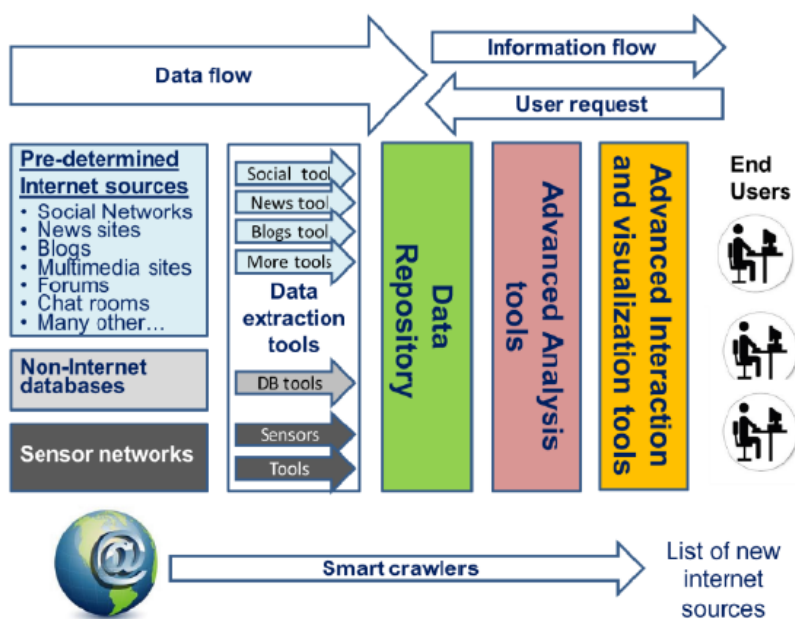 Data flow
Information flow
User request
Pre-determined
Internet sources
• Social Networks
• News sites
• Blogs
• Multimedia sites
• Forums
• Chat rooms
• Many other...
Non-Internet
databases
Sensor networks
Social tool
News tool
Blogs tool
More tools
Data
extraction
tools
DB tools
Sensors
Tools
Data
Repository
Advanced Analysis
tools
Advanced Interaction
and visualization tools
End
Users
@
Smart crawlers
List of new
internet
sources